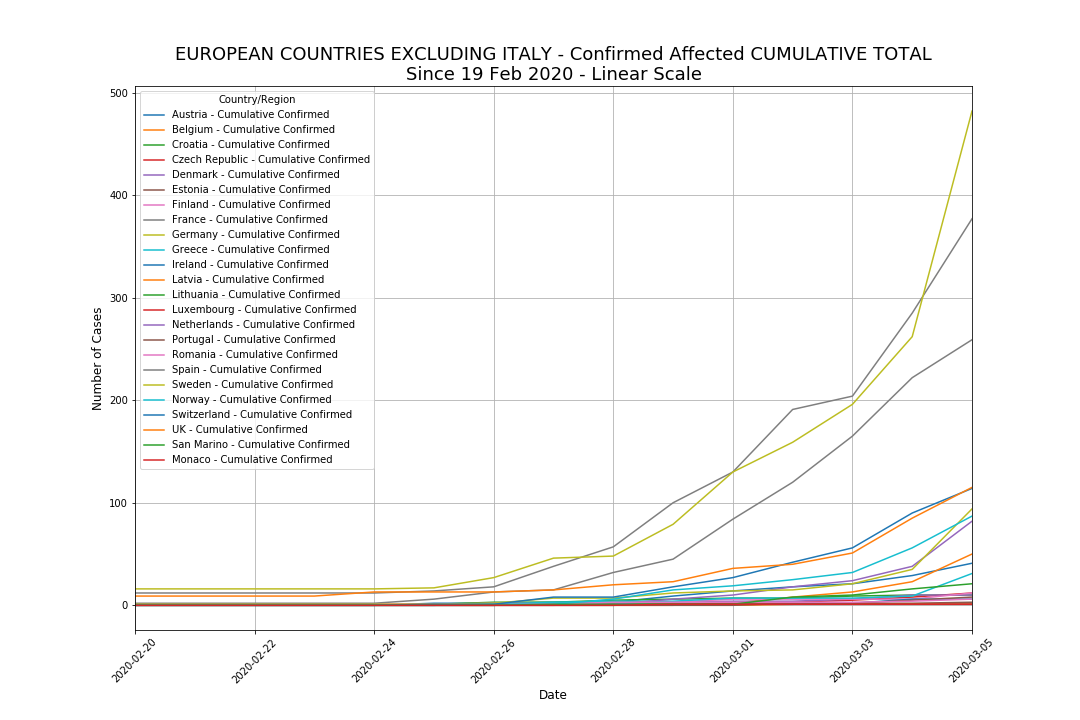 EUROPEAN COUNTRIES EXCLUDING ITALY - Confirmed Affected CUMULATIVE TOTAL
Since 19 Feb 2020 - Linear Scale
Number of Cases
500
400
300
200
100
0
Country/Region
Austria - Cumulative Confirmed
Belgium - Cumulative Confirmed
Croatia - Cumulative Confirmed
Czech Republic - Cumulative Confirmed
Denmark - Cumulative Confirmed
Estonia - Cumulative Confirmed
Finland - Cumulative Confirmed
France - Cumulative Confirmed
Germany - Cumulative Confirmed
Greece - Cumulative Confirmed
Ireland - Cumulative Confirmed
Latvia - Cumulative Confirmed
Lithuania - Cumulative Confirmed
Luxembourg - Cumulative Confirmed
Netherlands - Cumulative Confirmed
Portugal - Cumulative Confirmed
Romania - Cumulative Confirmed
Spain - Cumulative Confirmed
Sweden - Cumulative Confirmed
Norway - Cumulative Confirmed
Switzerland - Cumulative Confirmed
UK - Cumulative Confirmed
San Marino - Cumulative Confirmed
Monaco - Cumulative Confirmed
2020-02-20
2020-02-22
2020-02-24
2020-02-26
2020-02-28
2020-03-01
2020-03-03
2020-03-05
Date